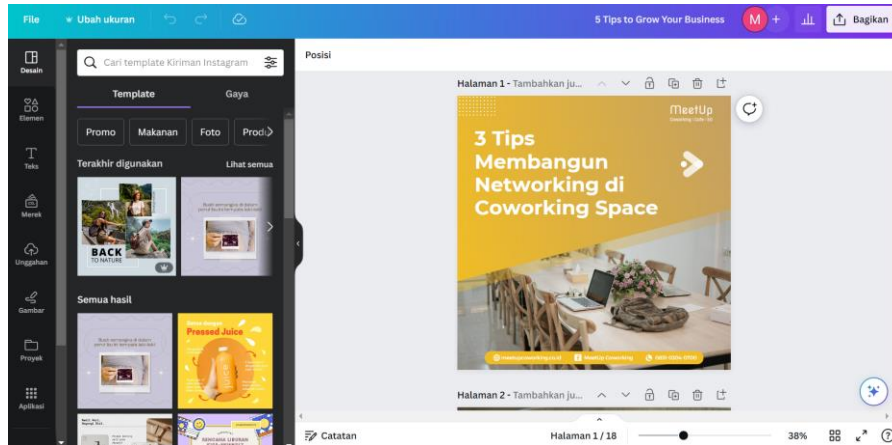 File
Ubah ukuran
5 Tips to Grow Your Business
M
+
Bagikan
Desain
Elemen
Teks
Merek
Unggahan
Gambar
Proyek
Aplikasi
Cari template Kiriman Instagram
Template
Gaya
Promo
Makanan
Foto
Produ
Terakhir digunakan
Lihat semua
BACK
TO NATURE
Semua hasil
Pressed Juice
RENCANA LIBURAN
Posisi
Halaman 1 - Tambahkan ju...
MeetUp
3 Tips
Membangun
Networking di
Coworking Space
Halaman 2 - Tambahkan ju...
Catatan
Halaman 1 / 18
38%